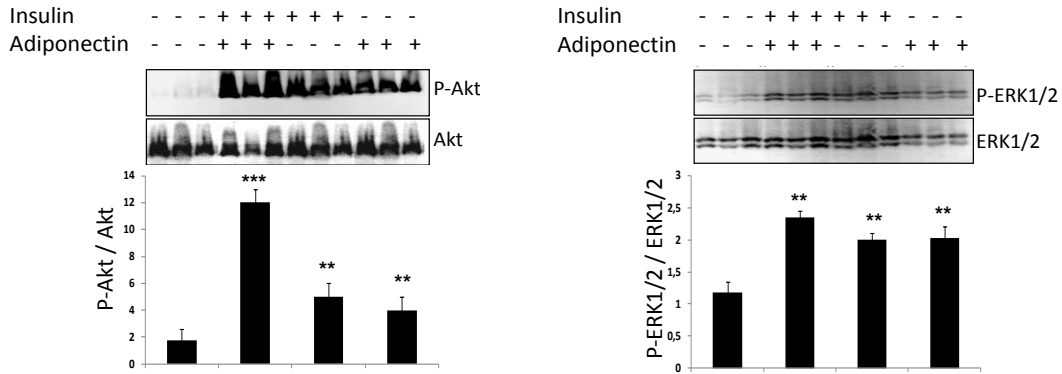 Insulin - - - + + + + + + - - -
Adiponectin - - - + + + - - - + + +
P-Akt
Akt
P-Akt / Akt
14
12
10
8
6
4
2
0
***
**
**
Insulin - - - + + + + + + - - -
Adiponectin - - - + + + - - - + + +
P-ERK1/2
ERK1/2
P-ERK1/2 / ERK1/2
3
2,5
2
1,5
1
0,5
0
**
**
**